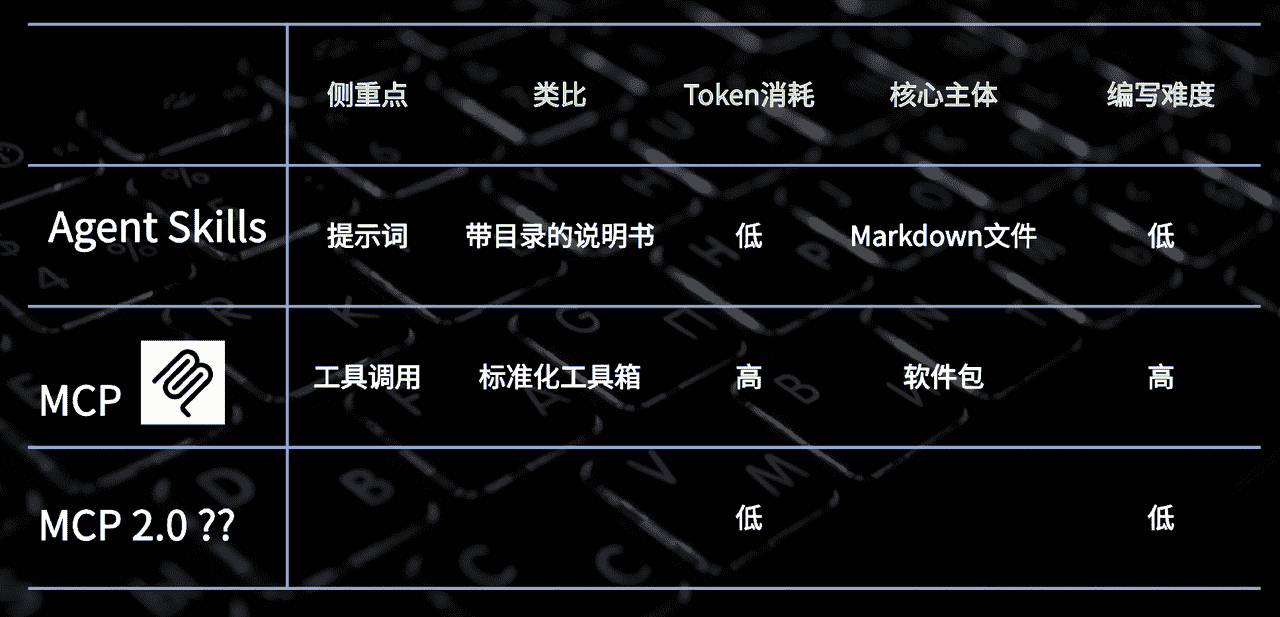 侧重点 类比 Token消耗 核心主体 编写难度
Agent Skills 提示词 带目录的说明书 低 Markdown文件 低
MCP 工具调用 标准化工具箱 高 软件包 高
MCP 2.0 ?? 低 低